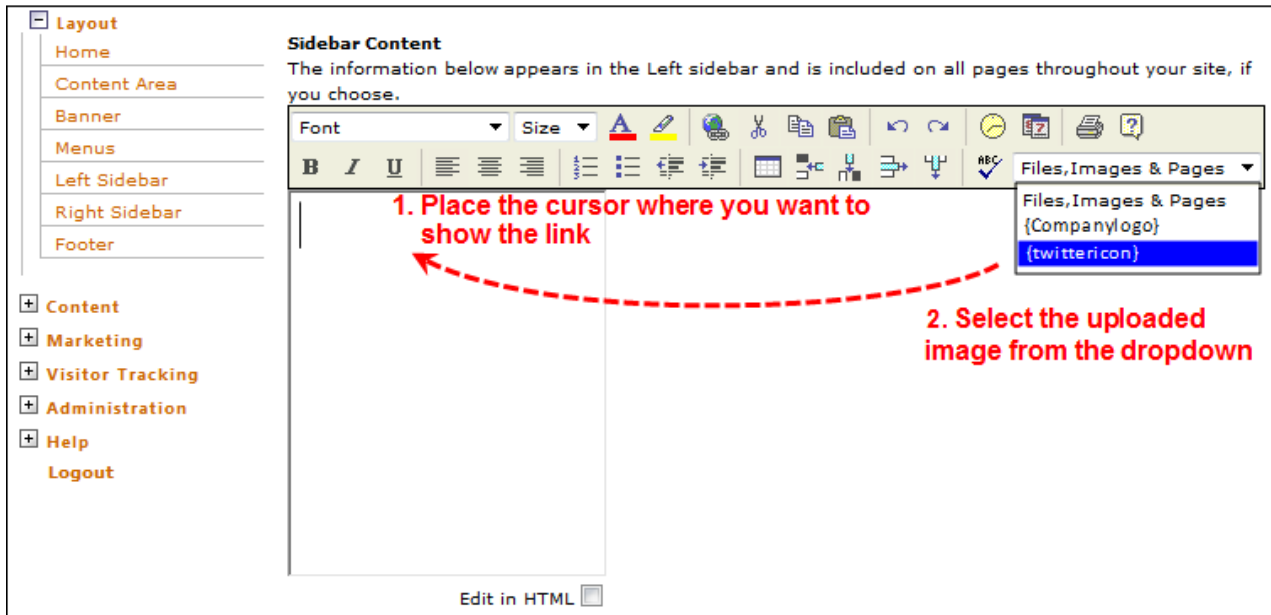 Layout
Home
Content Area
Banner
Menus
Left Sidebar
Right Sidebar
Footer
Content
Marketing
Visitor Tracking
Administration
Help
Logout
Sidebar Content
The information below appears in the Left sidebar and is included on all pages throughout your site, if
you choose.
Font Size A
B I U ABC Files,Images & Pages
Files,Images & Pages
{Companylogo}
{twittericon}
1. Place the cursor where you want to
show the link
2. Select the uploaded
image from the dropdown
Edit in HTML